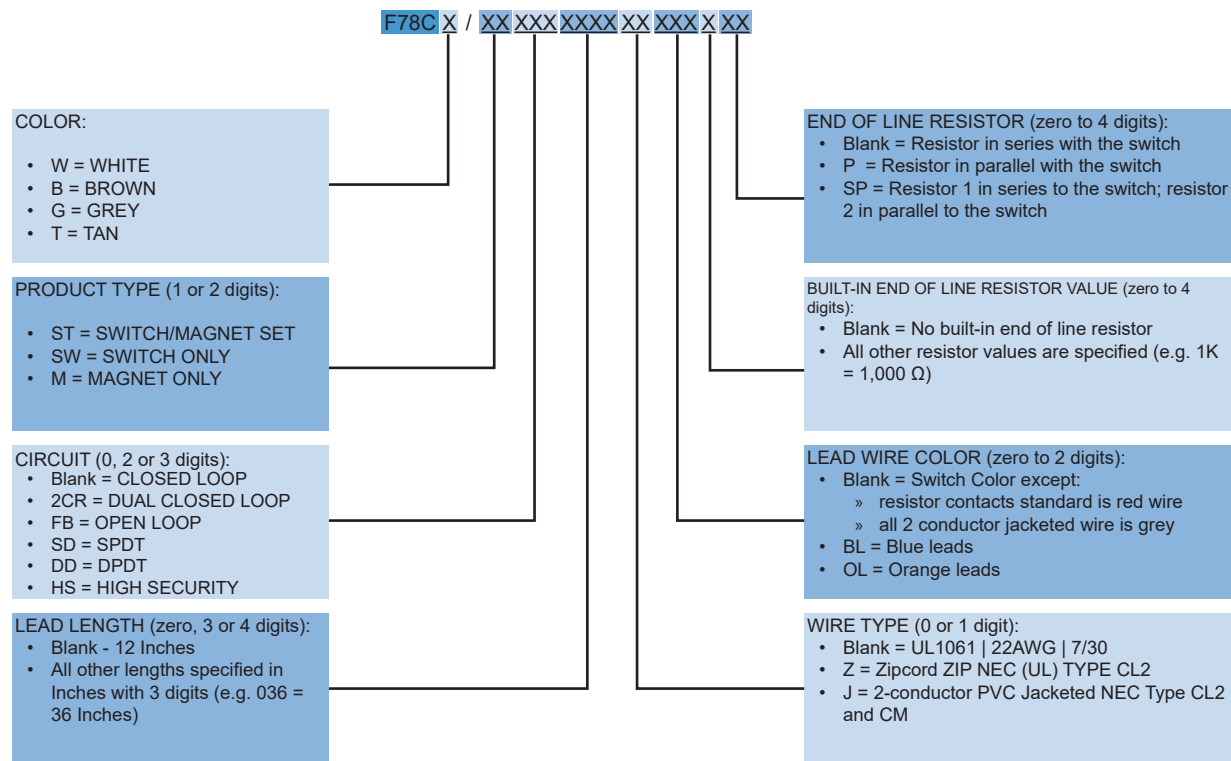 F78C X / XX XXX XXXX XX XXX X XX
COLOR:
• W = WHITE
• B = BROWN
• G = GREY
• T = TAN
PRODUCT TYPE (1 or 2 digits):
• ST = SWITCH/MAGNET SET
• SW = SWITCH ONLY
• M = MAGNET ONLY
CIRCUIT (0, 2 or 3 digits):
• Blank = CLOSED LOOP
• 2CR = DUAL CLOSED LOOP
• FB = OPEN LOOP
• SD = SPDT
• DD = DPDT
• HS = HIGH SECURITY
LEAD LENGTH (zero, 3 or 4 digits):
• Blank - 12 Inches
• All other lengths specified in
Inches with 3 digits (e.g. 036 =
36 Inches)
END OF LINE RESISTOR (zero to 4 digits):
• Blank = Resistor in series with the switch
• P = Resistor in parallel with the switch
• SP = Resistor 1 in series to the switch; resistor
2 in parallel to the switch
BUILT-IN END OF LINE RESISTOR VALUE (zero to 4
digits):
• Blank = No built-in end of line resistor
• All other resistor values are specified (e.g. 1K
= 1,000 Ω)
LEAD WIRE COLOR (zero to 2 digits):
• Blank = Switch Color except:
» resistor contacts standard is red wire
» all 2 conductor jacketed wire is grey
• BL = Blue leads
• OL = Orange leads
WIRE TYPE (0 or 1 digit):
• Blank = UL1061 | 22AWG | 7/30
• Z = Zipcord ZIP NEC (UL) TYPE CL2
• J = 2-conductor PVC Jacketed NEC Type CL2
and CM